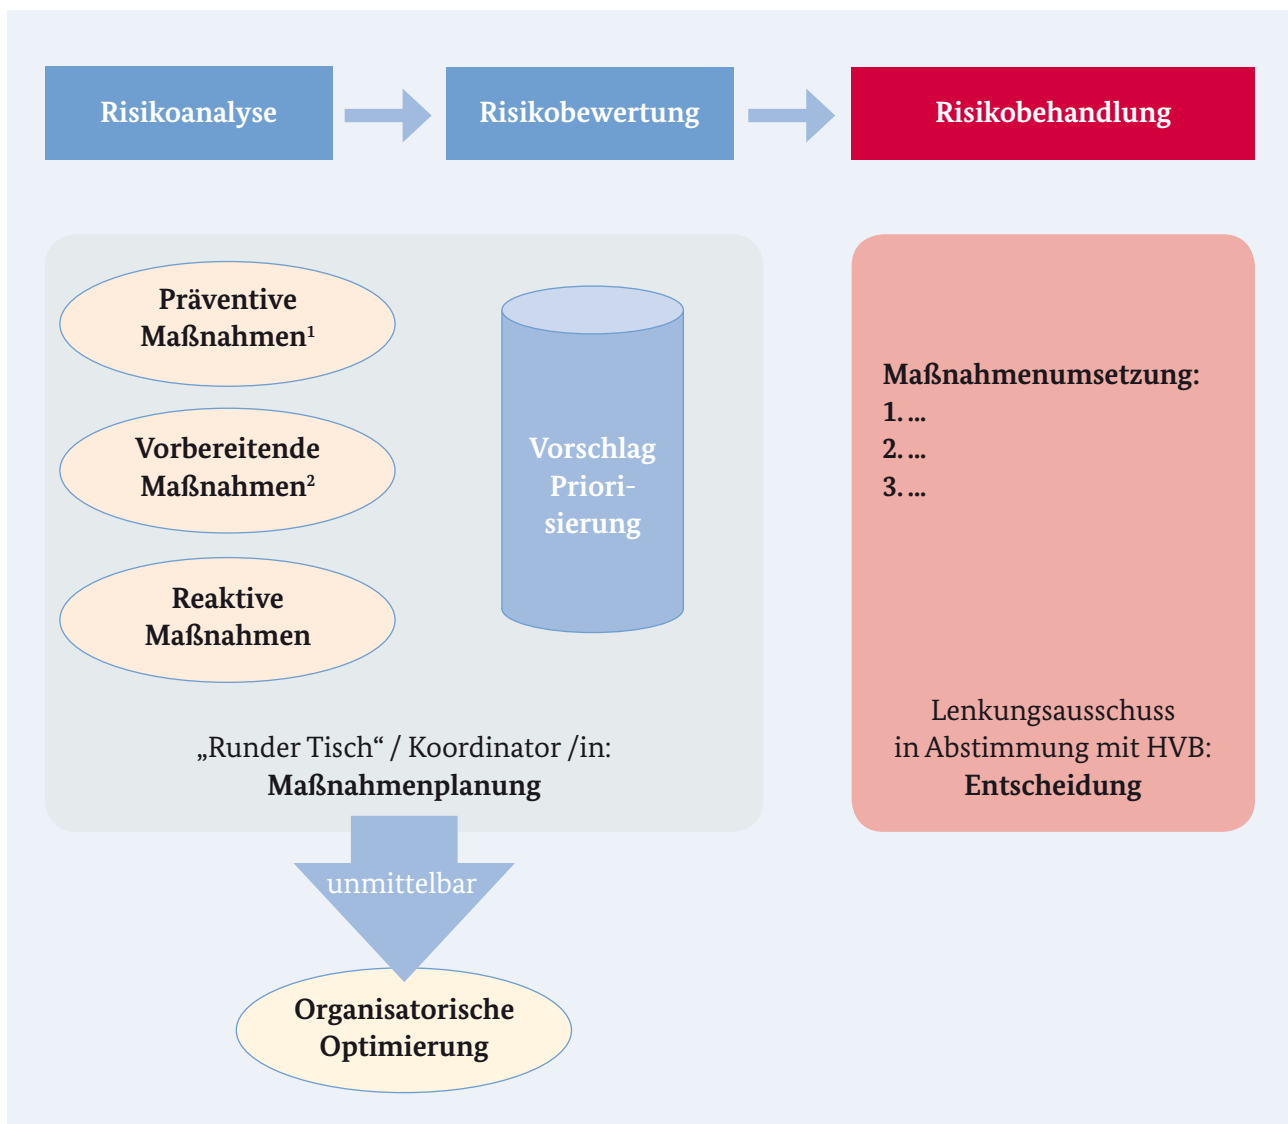 Risikoanalyse
Risikobewertung
Risikobehandlung
Präventive
Maßnahmen¹
Vorbereitende
Maßnahmen²
Reaktive
Maßnahmen
Vorschlag
Priori-
sierung
„Runder Tisch“ / Koordinator /in:
Maßnahmenplanung
Maßnahmenumsetzung:
1. ...
2. ...
3. ...
Lenkungsausschuss
in Abstimmung mit HVB:
Entscheidung
unmittelbar
Organisatorische
Optimierung